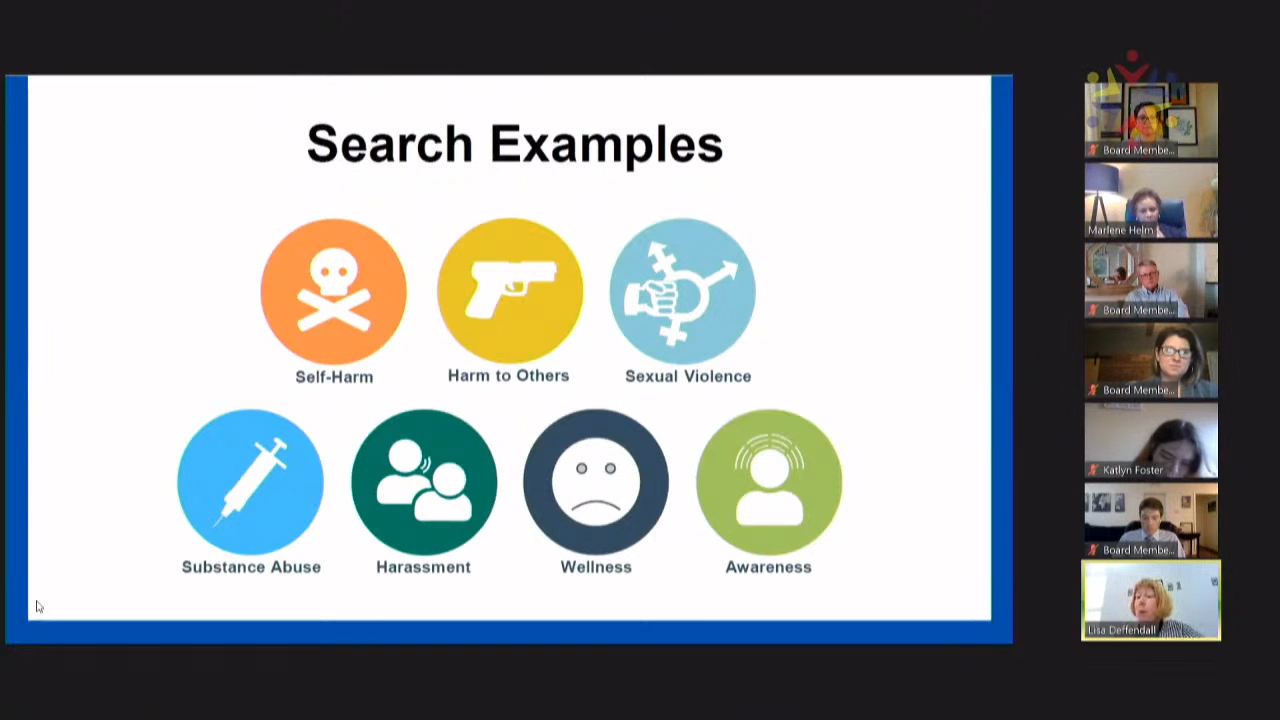 Search Examples
Self-Harm
Harm to Others
Sexual Violence
Substance Abuse
Harassment
Wellness
Awareness
Board Membe...
Marlene Helm
Board Membe...
Board Membe...
Katlyn Foster
Board Membe...
Lisa Deffendall